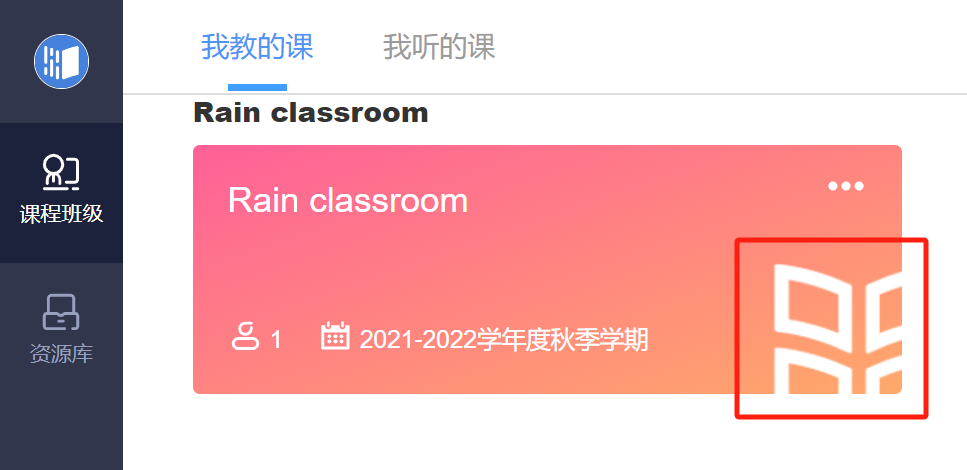 我教的课 我听的课
Rain classroom
Rain classroom
1 2021-2022学年度秋季学期
课程班级
资源库